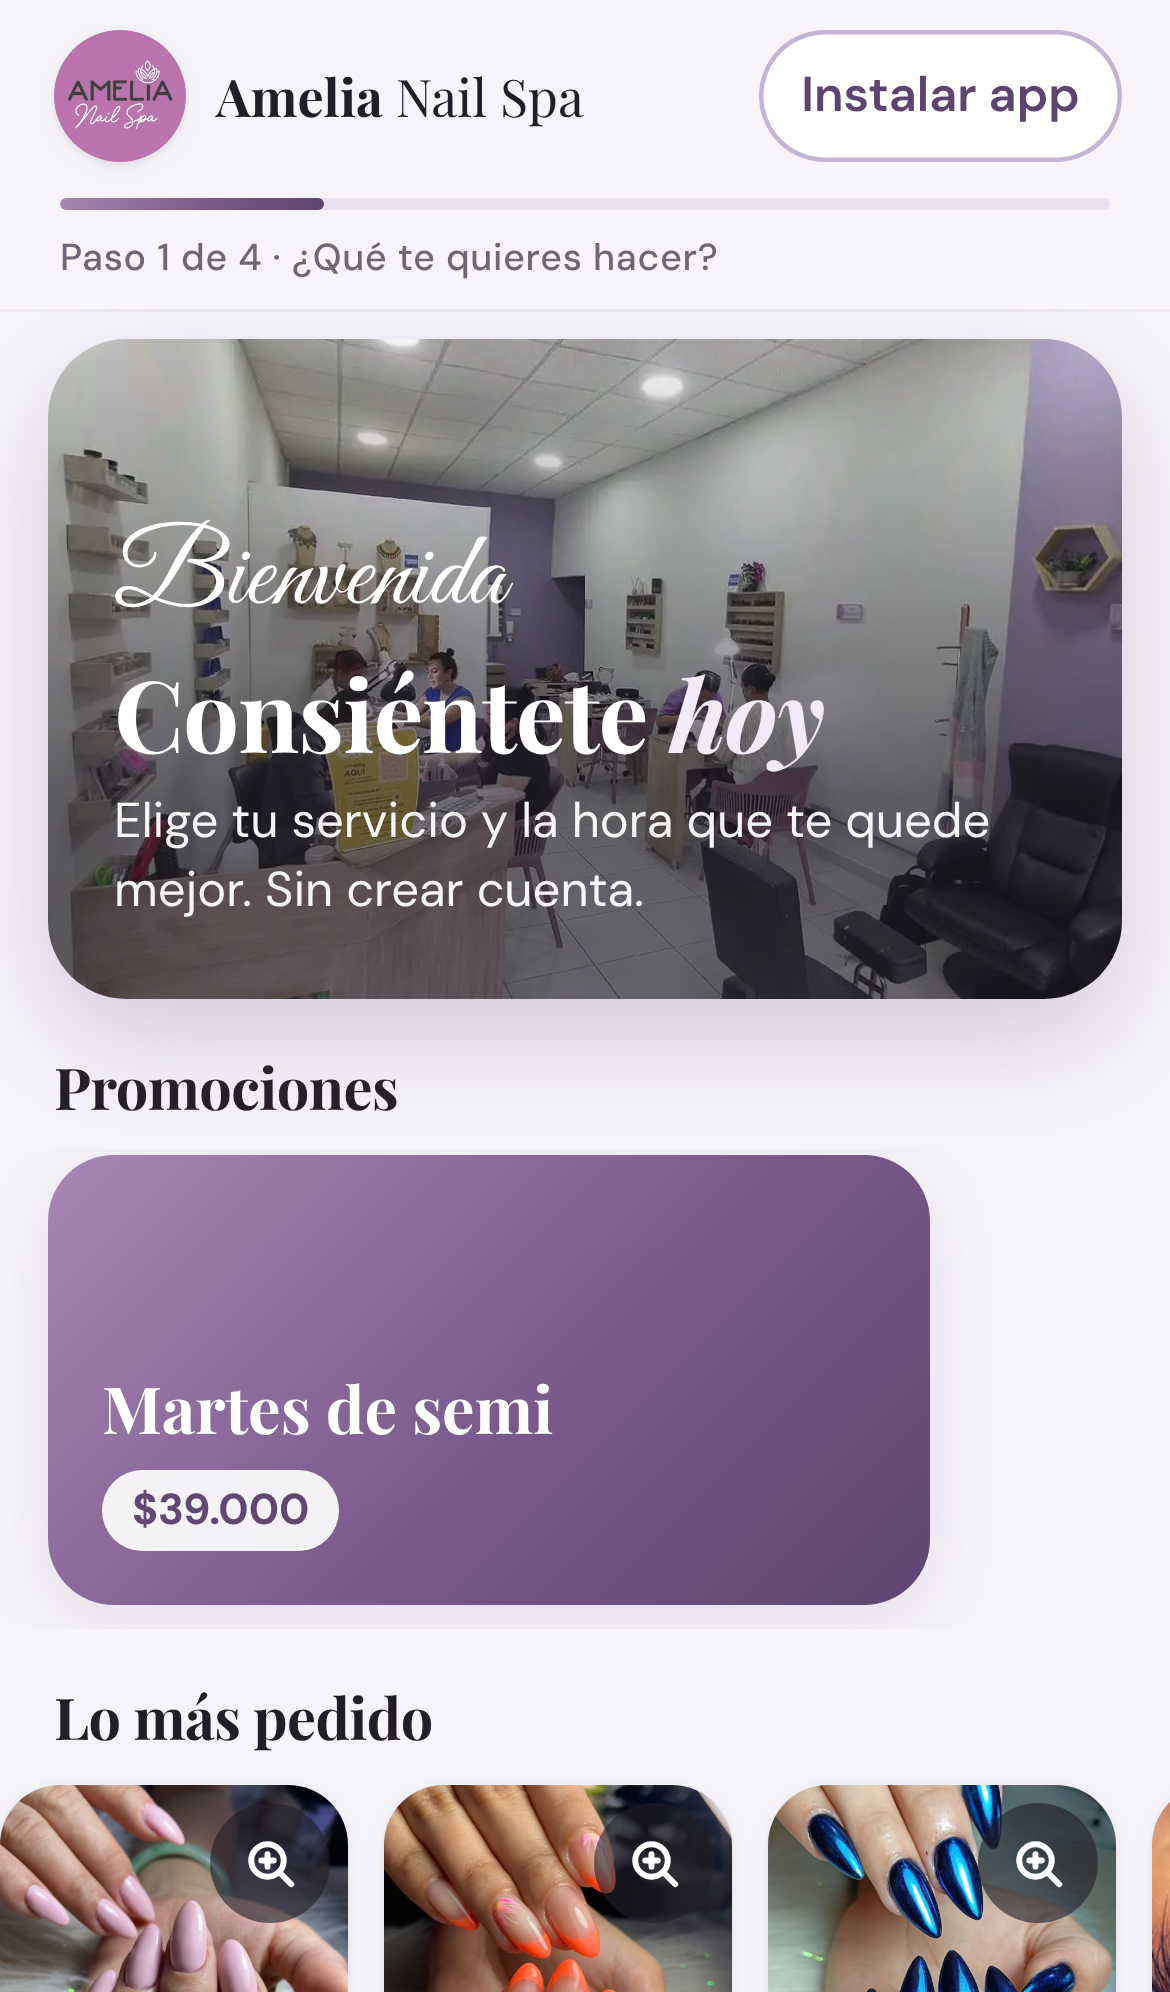 AMELIA
Nail Spa
Amelia Nail Spa
Instalar app
Paso 1 de 4 · ¿Qué te quieres hacer?
Bienvenida
Consiéntete hoy
Elige tu servicio y la hora que te quede
mejor. Sin crear cuenta.
AQUI
Promociones
Martes de semi
$39.000
Lo más pedido